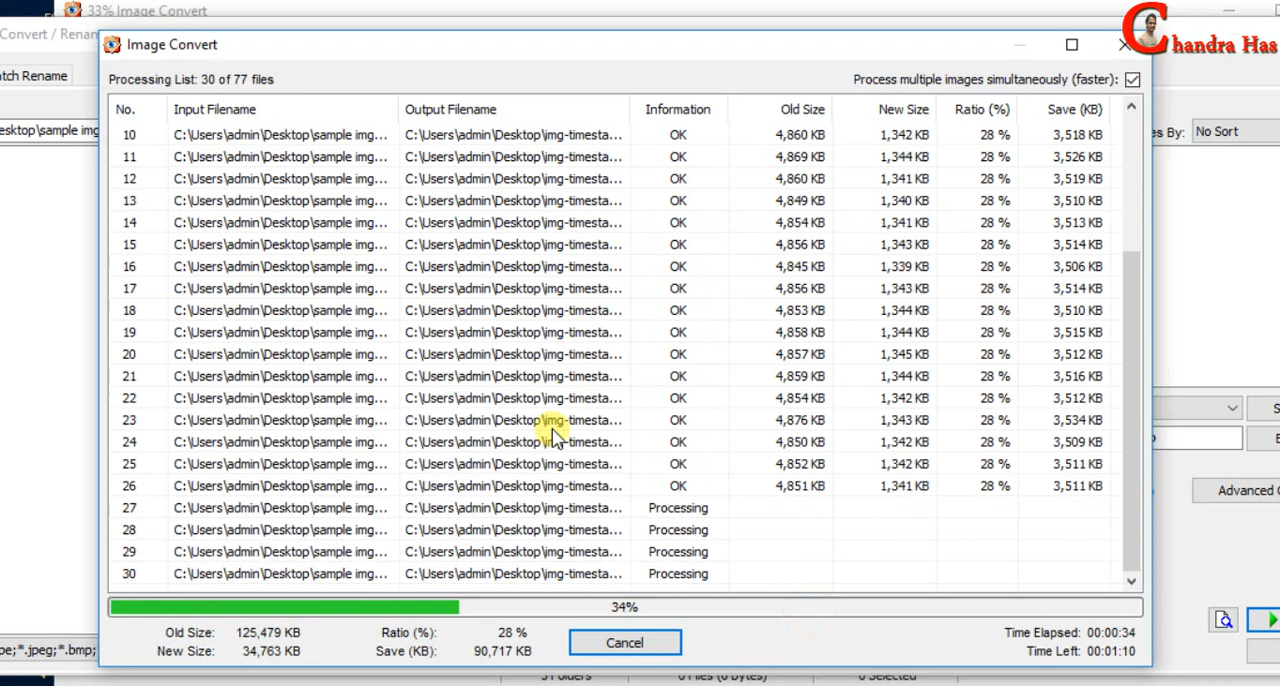 33% Image Convert
Convert / Renam
Image Convert
Chandra Has
atch Rename
Processing List: 30 of 77 files
Process multiple images simultaneously (faster):
No. Input Filename Output Filename Information Old Size New Size Ratio (%) Save (KB)
esktop\sample img
es By: No Sort
10 C:\Users\admin\Desktop\sample img... C:\Users\admin\Desktop\img-timesta... OK 4,860 KB 1,342 KB 28 % 3,518 KB
11 C:\Users\admin\Desktop\sample img... C:\Users\admin\Desktop\img-timesta... OK 4,869 KB 1,344 KB 28 % 3,526 KB
12 C:\Users\admin\Desktop\sample img... C:\Users\admin\Desktop\img-timesta... OK 4,860 KB 1,341 KB 28 % 3,519 KB
13 C:\Users\admin\Desktop\sample img... C:\Users\admin\Desktop\img-timesta... OK 4,849 KB 1,340 KB 28 % 3,510 KB
14 C:\Users\admin\Desktop\sample img... C:\Users\admin\Desktop\img-timesta... OK 4,854 KB 1,341 KB 28 % 3,513 KB
15 C:\Users\admin\Desktop\sample img... C:\Users\admin\Desktop\img-timesta... OK 4,856 KB 1,343 KB 28 % 3,514 KB
16 C:\Users\admin\Desktop\sample img... C:\Users\admin\Desktop\img-timesta... OK 4,845 KB 1,339 KB 28 % 3,506 KB
17 C:\Users\admin\Desktop\sample img... C:\Users\admin\Desktop\img-timesta... OK 4,856 KB 1,343 KB 28 % 3,514 KB
18 C:\Users\admin\Desktop\sample img... C:\Users\admin\Desktop\img-timesta... OK 4,853 KB 1,344 KB 28 % 3,510 KB
19 C:\Users\admin\Desktop\sample img... C:\Users\admin\Desktop\img-timesta... OK 4,858 KB 1,344 KB 28 % 3,515 KB
20 C:\Users\admin\Desktop\sample img... C:\Users\admin\Desktop\img-timesta... OK 4,857 KB 1,345 KB 28 % 3,512 KB
21 C:\Users\admin\Desktop\sample img... C:\Users\admin\Desktop\img-timesta... OK 4,859 KB 1,344 KB 28 % 3,516 KB
22 C:\Users\admin\Desktop\sample img... C:\Users\admin\Desktop\img-timesta... OK 4,854 KB 1,342 KB 28 % 3,512 KB
23 C:\Users\admin\Desktop\sample img... C:\Users\admin\Desktop\img-timesta... OK 4,876 KB 1,343 KB 28 % 3,534 KB
24 C:\Users\admin\Desktop\sample img... C:\Users\admin\Desktop\img-timesta... OK 4,850 KB 1,342 KB 28 % 3,509 KB
25 C:\Users\admin\Desktop\sample img... C:\Users\admin\Desktop\img-timesta... OK 4,852 KB 1,342 KB 28 % 3,511 KB
26 C:\Users\admin\Desktop\sample img... C:\Users\admin\Desktop\img-timesta... OK 4,851 KB 1,341 KB 28 % 3,511 KB
27 C:\Users\admin\Desktop\sample img... C:\Users\admin\Desktop\img-timesta... Processing
28 C:\Users\admin\Desktop\sample img... C:\Users\admin\Desktop\img-timesta... Processing
29 C:\Users\admin\Desktop\sample img... C:\Users\admin\Desktop\img-timesta... Processing
30 C:\Users\admin\Desktop\sample img... C:\Users\admin\Desktop\img-timesta... Processing
Advanced
34%
Old Size: 125,479 KB Ratio (%): 28 % Time Elapsed: 00:00:34
New Size: 34,763 KB Save (KB): 90,717 KB Time Left: 00:01:10
Cancel
pe;*.jpeg;*.bmp;